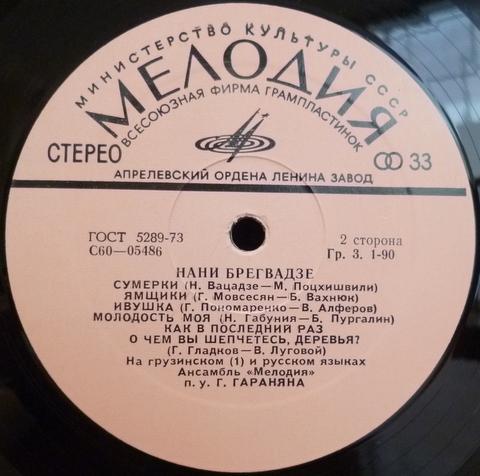 МИНИСТЕРСТВО КУЛЬТУРЫ СССР
МЕЛОДИЯ
ВСЕСОЮЗНАЯ ФИРМА ГРАМПЛАСТИНОК
СТЕРЕО
33
АПРЕЛЕВСКИЙ ОРДЕНА ЛЕНИНА ЗАВОД
ГОСТ 5289-73
С60—05486
2 сторона
Гр. 3. 1-90
НАНИ БРЕГВАДЗЕ
СУМЕРКИ (Н. Вацадзе—М. Поцхишвили)
ЯМЩИКИ (Г. Мовсесян—Б. Вахнюк)
ИВУШКА (Г. Пономаренко—В. Алферов)
МОЛОДОСТЬ МОЯ (Н. Габуния—Б. Пургалин)
КАК В ПОСЛЕДНИЙ РАЗ
О ЧЕМ ВЫ ШЕПЧЕТЕСЬ, ДЕРЕВЬЯ?
(Г. Гладков—В. Луговой)
На грузинском (1) и русском языках
Ансамбль «Мелодия»
п. у. Г. ГАРАНЯНА